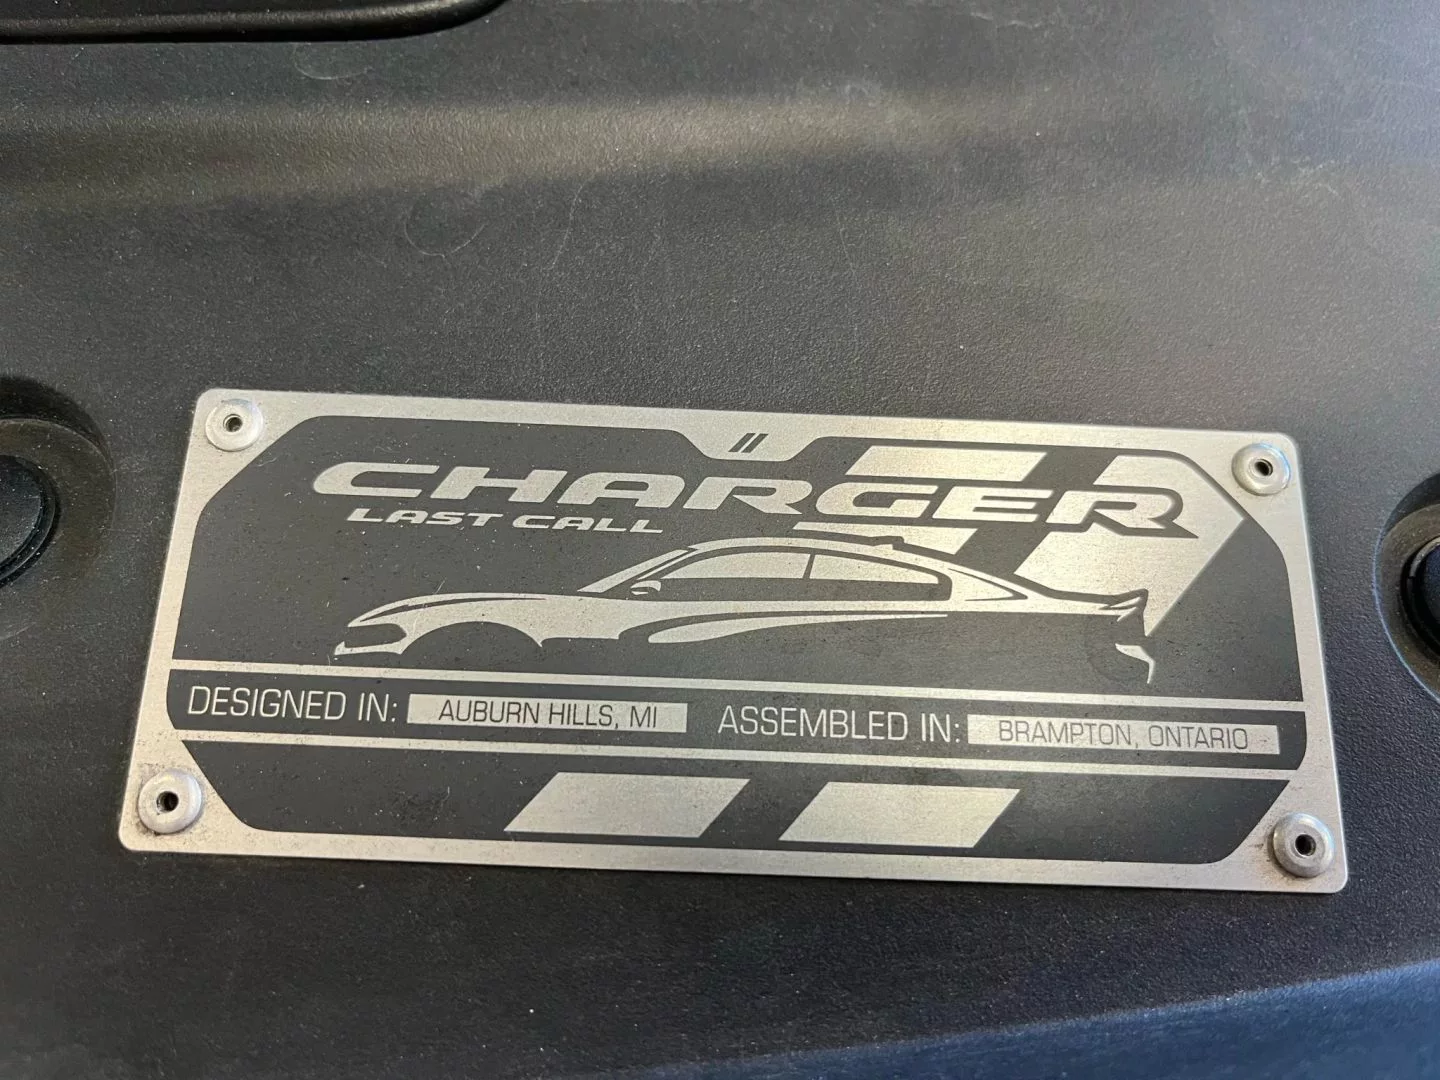 CHARGER
LAST CALL
DESIGNED IN: AUBURN HILLS, MI ASSEMBLED IN: BRAMPTON, ONTARIO